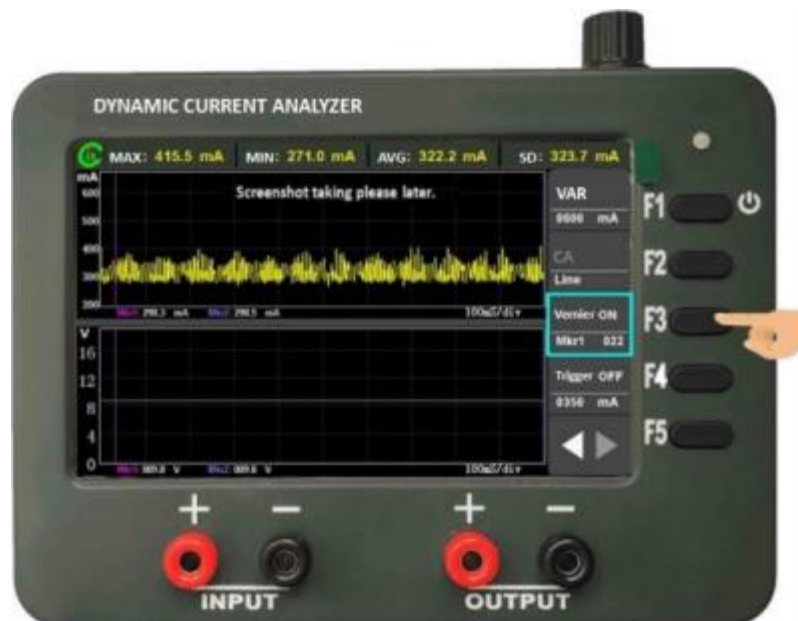 DYNAMIC CURRENT ANALYZER
MAX: 415.5 mA MIN: 271.0 mA AVG: 322.2 mA SD: 323.7 mA
mA
600
500
400
300
200
Screenshot taking please later.
100mS/div
V
16
12
8
4
0
100mS/div
VAR
0600 mA
CA
Line
Vernier ON
Mkr1 022
Trigger OFF
0350 mA
F1
F2
F3
F4
F5
+ − + −
INPUT OUTPUT